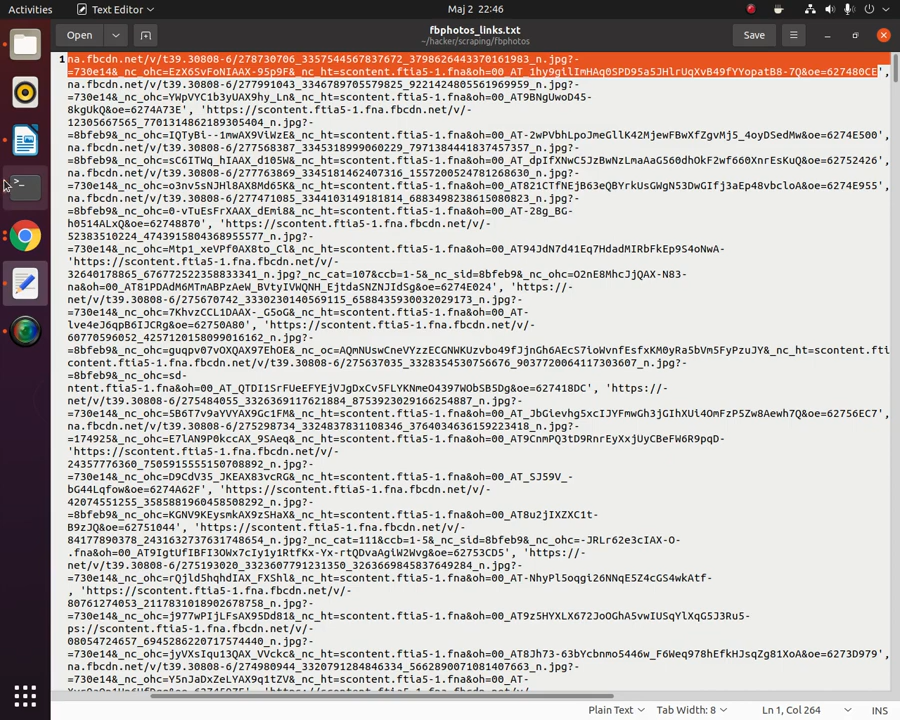 Activities
Text Editor
Maj 2 22:46
Open
fbphotos_links.txt
~/hacker/scraping/fbphotos
Save
1
na.fbcdn.net/v/t39.30808-6/278730706_3357544567837672_3798626443370161983_n.jpg?-
=730e14&_nc_ohc=EzX6SvFoNIAAX-95p9F&_nc_ht=scontent.ftia5-1.fna&oh=00_AT_1hy9gilImHAq0SPD95a5JHlrUqXvB49fYYopatB8-7Q&oe=627480CE',
na.fbcdn.net/v/t39.30808-6/277991043_3346789705579825_9221424805561969959_n.jpg?-
=730e14&_nc_ohc=YWpVYC1b3yUAX9hy_Ln&_nc_ht=scontent.ftia5-1.fna&oh=00_AT9BNgUwoD45-
8kgUkQ&oe=6274A73E', 'https://scontent.ftia5-1.fna.fbcdn.net/v/-
12305667565_7701314862189305404_n.jpg?-
=8bfeb9&_nc_ohc=IQTyBi--1mwAX9ViWzE&_nc_ht=scontent.ftia5-1.fna&oh=00_AT-2wPVbhLpoJmeGllK42MjewFBwXfZgvMj5_4oyDSedMw&oe=6274E500',
na.fbcdn.net/v/t39.30808-6/277568387_3345318999060229_7971384441837457357_n.jpg?-
=8bfeb9&_nc_ohc=sC6ITWq_hIAAX_d105W&_nc_ht=scontent.ftia5-1.fna&oh=00_AT_dpIfXNwC5JzBwNzLmaAaG560dhOkF2wf660XnrEsKuQ&oe=62752426',
na.fbcdn.net/v/t39.30808-6/277763869_3345181462407316_1557200524781268630_n.jpg?-
=8bfeb9&_nc_ohc=o3nv5sNJHl8AX8Md65K&_nc_ht=scontent.ftia5-1.fna&oh=00_AT821CTfNEjB63eQBYrkUsGWgN53DwGIfj3aEp48vbcloA&oe=6274E955',
na.fbcdn.net/v/t39.30808-6/277471085_3344103149181814_6883498238615080823_n.jpg?-
=8bfeb9&_nc_ohc=0-vTuEsFrXAAX_dEmi8&_nc_ht=scontent.ftia5-1.fna&oh=00_AT-28g_BG-
h0514ALxQ&oe=62748870', 'https://scontent.ftia5-1.fna.fbcdn.net/v/-
52383510224_4743915804368955577_n.jpg?-
=730e14&_nc_ohc=Mtp1_xeVPf0AX8to_Cl&_nc_ht=scontent.ftia5-1.fna&oh=00_AT94JDN7d41Eq7HdadMIRbFkEp9S4oNwA-
'https://scontent.ftia5-1.fna.fbcdn.net/v/-
32640178865_676772522358833341_n.jpg?_nc_cat=107&ccb=1-5&_nc_sid=8bfeb9&_nc_ohc=O2nE8MhcJjQAX-N83-
na&oh=00_AT81PDAdM6MTmABPzAeW_BVtyIVWQNH_EjtdaSNZNJIdSg&oe=6274E024', 'https://-
net/v/t39.30808-6/275670742_3330230140569115_6588435930032029173_n.jpg?-
=730e14&_nc_ohc=7KhvzCCL1DAAX-_G5oG&_nc_ht=scontent.ftia5-1.fna&oh=00_AT-
lve4eJ6qpB6IJCRg&oe=62750A80', 'https://scontent.ftia5-1.fna.fbcdn.net/v/-
60770596052_4257120158099016162_n.jpg?-
=8bfeb9&_nc_ohc=guqpv07vOXQAX97EhOE&_nc_oc=AQmNUswCneVYzzECGNWKUzvbo49fJjnGh6AEcS7ioWvnfEsfxKM0yRa5bVm5FyPzuJY&_nc_ht=scontent.fti
content.ftia5-1.fna.fbcdn.net/v/t39.30808-6/275637035_3328354530756676_9037720064117303607_n.jpg?-
=8bfeb9&_nc_ohc=sd-
ntent.ftia5-1.fna&oh=00_AT_QTDI1SrFUeEFYEjVJgDxCv5FLYKNmeO4397WObSB5Dg&oe=627418DC', 'https://-
net/v/t39.30808-6/275484055_3326369117621884_8753923029166254887_n.jpg?-
=730e14&_nc_ohc=5B6T7v9aYVYAX9Gc1FM&_nc_ht=scontent.ftia5-1.fna&oh=00_AT_JbGievhg5xcIJYFmwGh3jGIhXUi4OmFzP5Zw8Aewh7Q&oe=62756EC7',
na.fbcdn.net/v/t39.30808-6/275298734_3324837831108346_3764034636159223418_n.jpg?-
=174925&_nc_ohc=E7lAN9P0kccAX_9SAeq&_nc_ht=scontent.ftia5-1.fna&oh=00_AT9CnmPQ3tD9RnrEyXxjUyCBeFW6R9pqD-
'https://scontent.ftia5-1.fna.fbcdn.net/v/-
24357776360_7505915555150708892_n.jpg?-
=730e14&_nc_ohc=D9CdV35_JKEAX83vcRG&_nc_ht=scontent.ftia5-1.fna&oh=00_AT_SJ59V_-
bG44Lqfow&oe=6274A62F', 'https://scontent.ftia5-1.fna.fbcdn.net/v/-
42074551255_3585881960458508292_n.jpg?-
=8bfeb9&_nc_ohc=KGNV9KEysmkAX9zSHaX&_nc_ht=scontent.ftia5-1.fna&oh=00_AT8u2jIXZXC1t-
B9zJQ&oe=62751044', 'https://scontent.ftia5-1.fna.fbcdn.net/v/-
84177890378_2431632737631748654_n.jpg?_nc_cat=111&ccb=1-5&_nc_sid=8bfeb9&_nc_ohc=-JRLr62e3cIAX-O-
.fna&oh=00_AT9IgtUfIBFI3OWx7cIy1y1RtfKx-Yx-rtQDvaAgiW2Wvg&oe=62753CD5', 'https://-
net/v/t39.30808-6/275193019_3323607791231350_3263669845837649284_n.jpg?-
=730e14&_nc_ohc=rQjld5hqhdIAX_FXShl&_nc_ht=scontent.ftia5-1.fna&oh=00_AT-NhyPl5oqgi26NNqE5Z4cGS4wkAtf-
, 'https://scontent.ftia5-1.fna.fbcdn.net/v/-
80761274053_2117831018902678758_n.jpg?-
=730e14&_nc_ohc=j977wPIjLFsAX95Dd81&_nc_ht=scontent.ftia5-1.fna&oh=00_AT9z5HYXLX672JoOGhA5vwIUSqYlXqG5J3Ru5-
ps://scontent.ftia5-1.fna.fbcdn.net/v/-
08054724657_6945286220717574440_n.jpg?-
=730e14&_nc_ohc=jyVXsIqu13QAX_VVckc&_nc_ht=scontent.ftia5-1.fna&oh=00_AT8Jh73-63bYcbnmo5446w_F6Weq978hEfkHJsqZg81XoA&oe=6273D979',
na.fbcdn.net/v/t39.30808-6/274980944_3320791284846334_5662890071081407663_n.jpg?-
=730e14&_nc_ohc=Y5nJaDxZeLYAX9q1tZV&_nc_ht=scontent.ftia5-1.fna&oh=00_AT-
Plain Text
Tab Width: 8
Ln 1, Col 264
INS